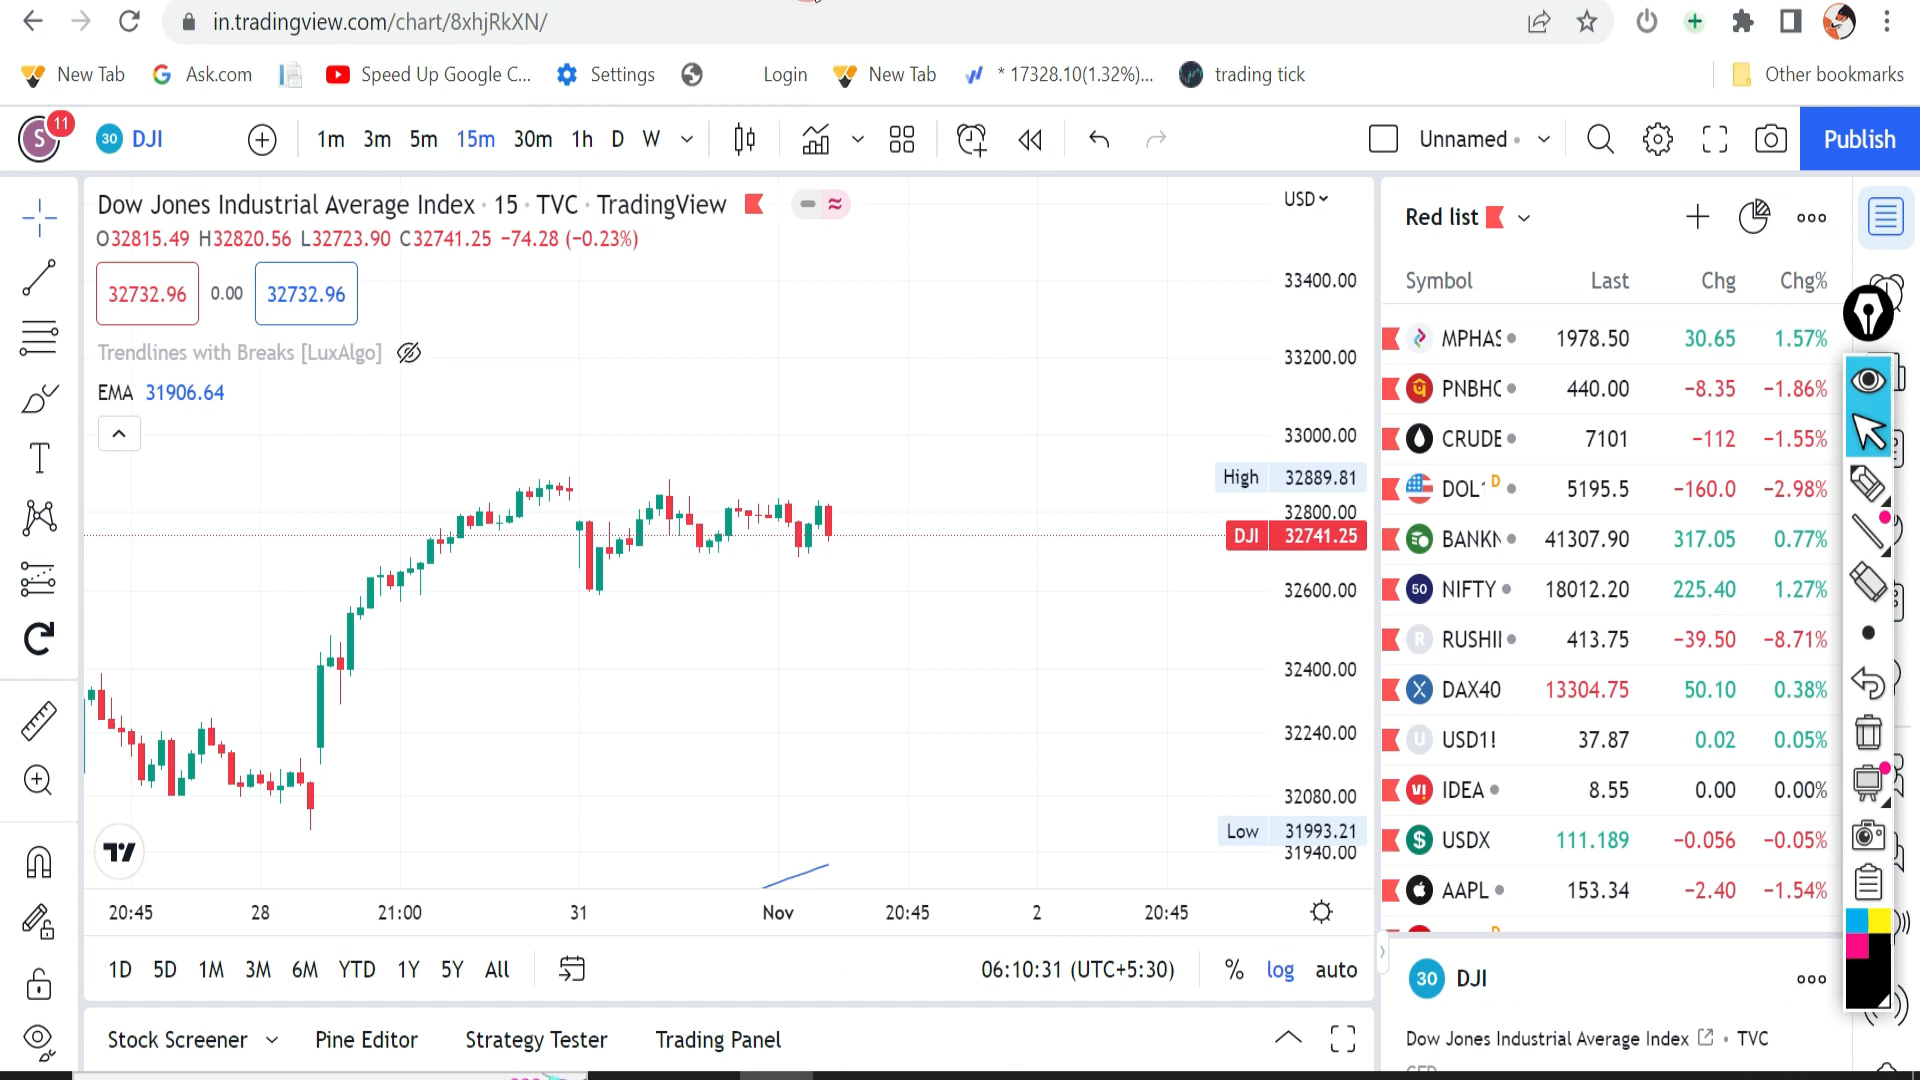 in.tradingview.com/chart/8xhjRkXN/
New Tab Ask.com Speed Up Google C... Settings Login New Tab * 17328.10(1.32%)... trading tick Other bookmarks
S 11 30 DJI 1m 3m 5m 15m 30m 1h D W Unnamed Publish
Dow Jones Industrial Average Index · 15 · TVC · TradingView
O32815.49 H32820.56 L32723.90 C32741.25 −74.28 (−0.23%)
32732.96 0.00 32732.96
Trendlines with Breaks [LuxAlgo]
EMA 31906.64
USD
33400.00
33200.00
33000.00
High 32889.81
32800.00
DJI 32741.25
32600.00
32400.00
32240.00
32080.00
Low 31993.21
31940.00
20:45 28 21:00 31 Nov 20:45 2 20:45
1D 5D 1M 3M 6M YTD 1Y 5Y All 06:10:31 (UTC+5:30) % log auto
Stock Screener Pine Editor Strategy Tester Trading Panel
Red list
Symbol Last Chg Chg%
MPHAS 1978.50 30.65 1.57%
PNBHO 440.00 −8.35 −1.86%
CRUDE 7101 −112 −1.55%
DOL D 5195.5 −160.0 −2.98%
BANKN 41307.90 317.05 0.77%
50 NIFTY 18012.20 225.40 1.27%
R RUSHII 413.75 −39.50 −8.71%
DAX40 13304.75 50.10 0.38%
U USD1! 37.87 0.02 0.05%
VI! IDEA 8.55 0.00 0.00%
$ USDX 111.189 −0.056 −0.05%
AAPL 153.34 −2.40 −1.54%
30 DJI
Dow Jones Industrial Average Index • TVC